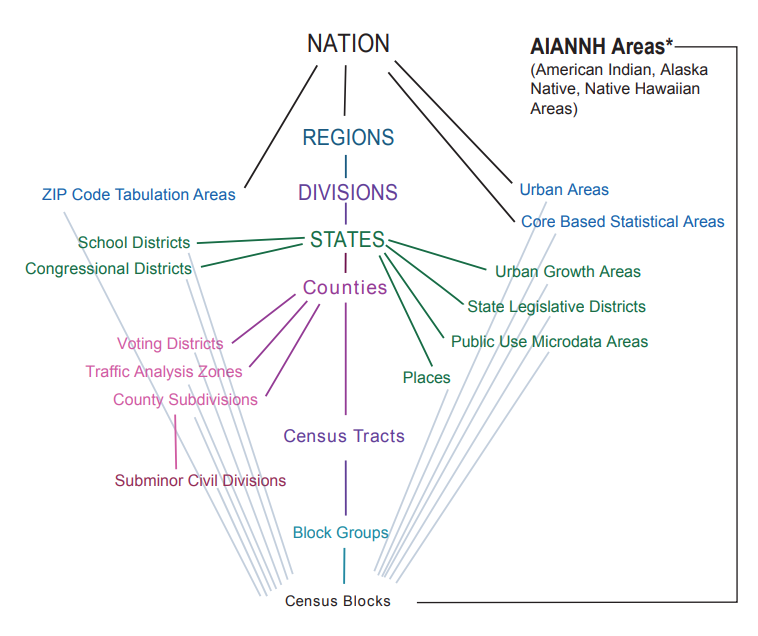 NATION
AIANNH Areas*
(American Indian, Alaska
Native, Native Hawaiian
Areas)
REGIONS
ZIP Code Tabulation Areas
DIVISIONS
Urban Areas
Core Based Statistical Areas
School Districts
STATES
Congressional Districts
Urban Growth Areas
Counties
State Legislative Districts
Voting Districts
Public Use Microdata Areas
Traffic Analysis Zones
Places
County Subdivisions
Census Tracts
Subminor Civil Divisions
Block Groups
Census Blocks